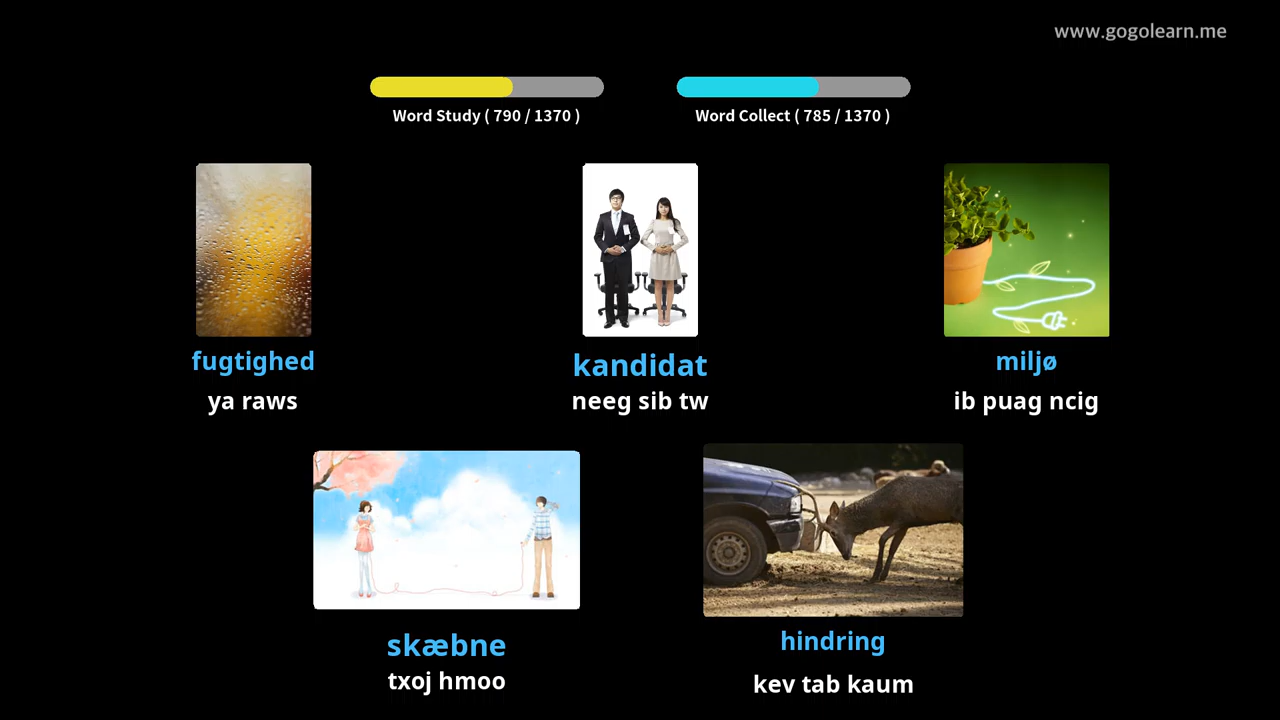 www.gogolearn.me
Word Study ( 790 / 1370 )
Word Collect ( 785 / 1370 )
fugtighed
ya raws
kandidat
neeg sib tw
miljø
ib puag ncig
skæbne
txoj hmoo
hindring
kev tab kaum